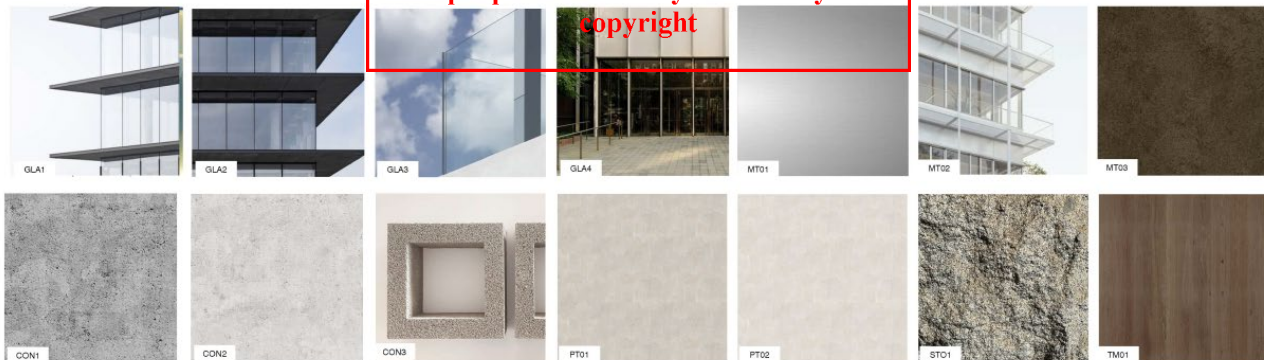 copyright
GLA1
GLA2
GLA3
GLA4
MT01
MT02
MT03
CON1
CON2
CON3
PT01
PT02
STO1
TM01